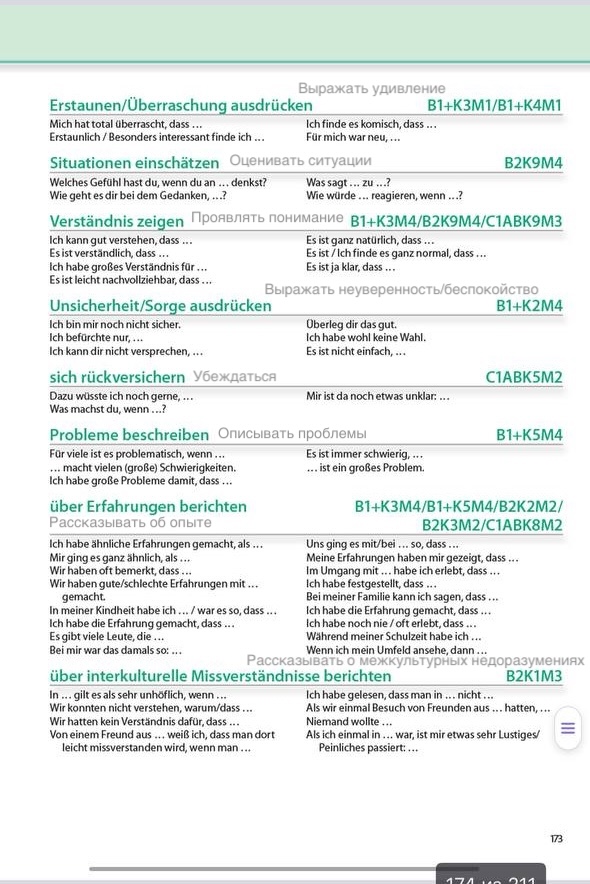 Выражать удивление
Erstaunen/Überraschung ausdrücken B1+K3M1/B1+K4M1
Mich hat total überrascht, dass … Ich finde es komisch, dass …
Erstaunlich / Besonders interessant finde ich … Für mich war neu, …
Situationen einschätzen Оценивать ситуации B2K9M4
Welches Gefühl hast du, wenn du an … denkst? Was sagt … zu …?
Wie geht es dir bei dem Gedanken, …? Wie würde … reagieren, wenn …?
Verständnis zeigen Проявлять понимание B1+K3M4/B2K9M4/C1ABK9M3
Ich kann gut verstehen, dass … Es ist ganz natürlich, dass …
Es ist verständlich, dass … Es ist / Ich finde es ganz normal, dass …
Ich habe großes Verständnis für … Es ist ja klar, dass …
Es ist leicht nachvollziehbar, dass …
Выражать неуверенность/беспокойство
Unsicherheit/Sorge ausdrücken B1+K2M4
Ich bin mir noch nicht sicher. Überleg dir das gut.
Ich befürchte nur, … Ich habe wohl keine Wahl.
Ich kann dir nicht versprechen, … Es ist nicht einfach, …
sich rückversichern Убеждаться C1ABK5M2
Dazu wüsste ich noch gerne, … Mir ist da noch etwas unklar: …
Was machst du, wenn …?
Probleme beschreiben Описывать проблемы B1+K5M4
Für viele ist es problematisch, wenn … Es ist immer schwierig, …
… macht vielen (große) Schwierigkeiten. … ist ein großes Problem.
Ich habe große Probleme damit, dass …
über Erfahrungen berichten B1+K3M4/B1+K5M4/B2K2M2/
Рассказывать об опыте B2K3M2/C1ABK8M2
Ich habe ähnliche Erfahrungen gemacht, als … Uns ging es mit/bei … so, dass …
Mir ging es ganz ähnlich, als … Meine Erfahrungen haben mir gezeigt, dass …
Wir haben oft bemerkt, dass … Im Umgang mit … habe ich erlebt, dass …
Wir haben gute/schlechte Erfahrungen mit … Ich habe festgestellt, dass …
gemacht. Bei meiner Familie kann ich sagen, dass …
In meiner Kindheit habe ich … / war es so, dass … Ich habe die Erfahrung gemacht, dass …
Ich habe die Erfahrung gemacht, dass … Ich habe noch nie / oft erlebt, dass …
Es gibt viele Leute, die … Während meiner Schulzeit habe ich …
Bei mir war das damals so: … Wenn ich mein Umfeld ansehe, dann …
Рассказывать о межкультурных недоразумениях
über interkulturelle Missverständnisse berichten B2K1M3
In … gilt es als sehr unhöflich, wenn … Ich habe gelesen, dass man in … nicht …
Wir konnten nicht verstehen, warum/dass … Als wir einmal Besuch von Freunden aus … hatten, …
Wir hatten kein Verständnis dafür, dass … Niemand wollte …
Von einem Freund aus … weiß ich, dass man dort Als ich einmal in … war, ist mir etwas sehr Lustiges/
leicht missverstanden wird, wenn man … Peinliches passiert: …
173